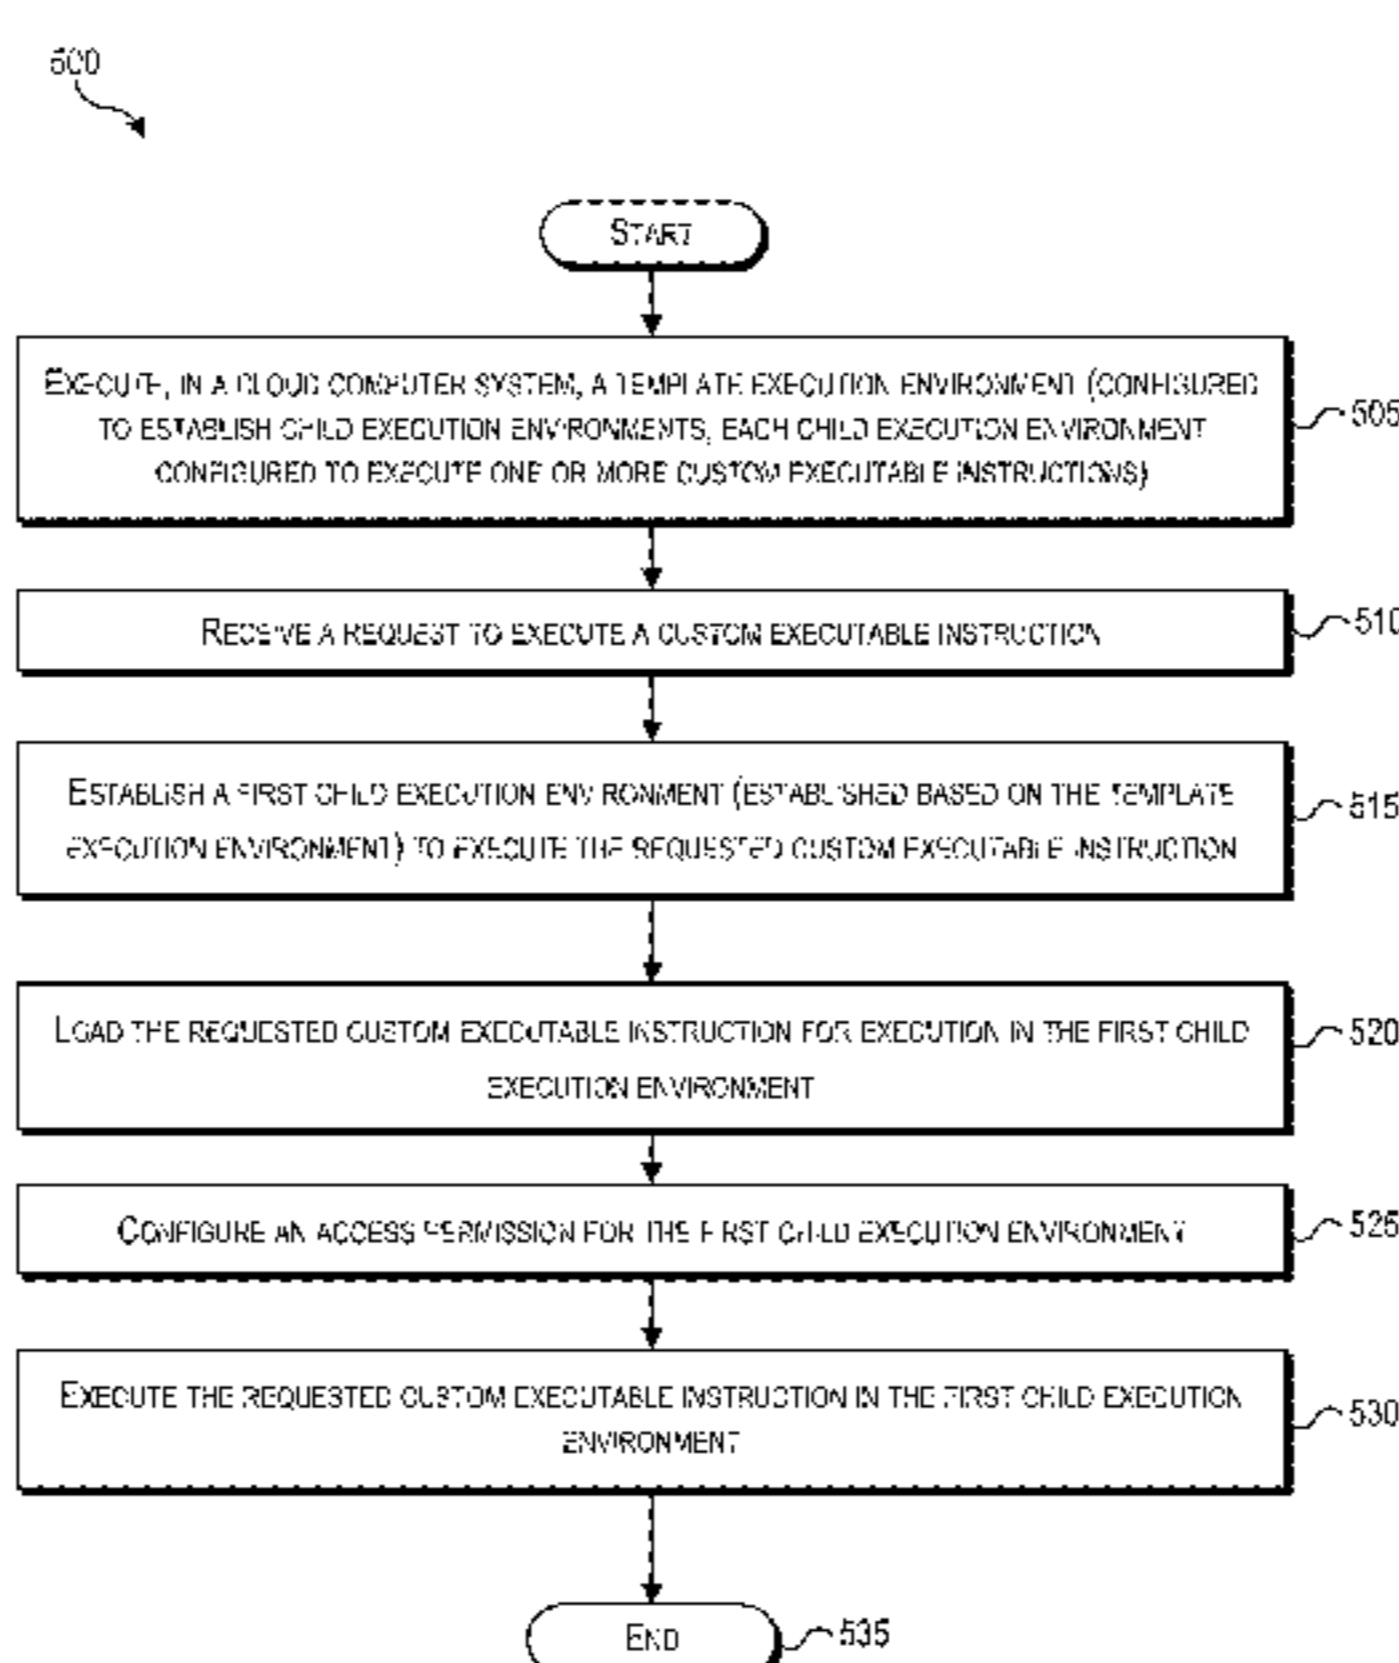 500
START
EXECUTE, IN A CLOUD COMPUTER SYSTEM, A TEMPLATE EXECUTION ENVIRONMENT (CONFIGURED
TO ESTABLISH CHILD EXECUTION ENVIRONMENTS, EACH CHILD EXECUTION ENVIRONMENT
CONFIGURED TO EXECUTE ONE OR MORE CUSTOM EXECUTABLE INSTRUCTIONS)
505
RECEIVE A REQUEST TO EXECUTE A CUSTOM EXECUTABLE INSTRUCTION
510
ESTABLISH A FIRST CHILD EXECUTION ENVIRONMENT (ESTABLISHED BASED ON THE TEMPLATE
EXECUTION ENVIRONMENT) TO EXECUTE THE REQUESTED CUSTOM EXECUTABLE INSTRUCTION
515
LOAD THE REQUESTED CUSTOM EXECUTABLE INSTRUCTION FOR EXECUTION IN THE FIRST CHILD
EXECUTION ENVIRONMENT
520
CONFIGURE AN ACCESS PERMISSION FOR THE FIRST CHILD EXECUTION ENVIRONMENT
525
EXECUTE THE REQUESTED CUSTOM EXECUTABLE INSTRUCTION IN THE FIRST CHILD EXECUTION
ENVIRONMENT
530
END
535